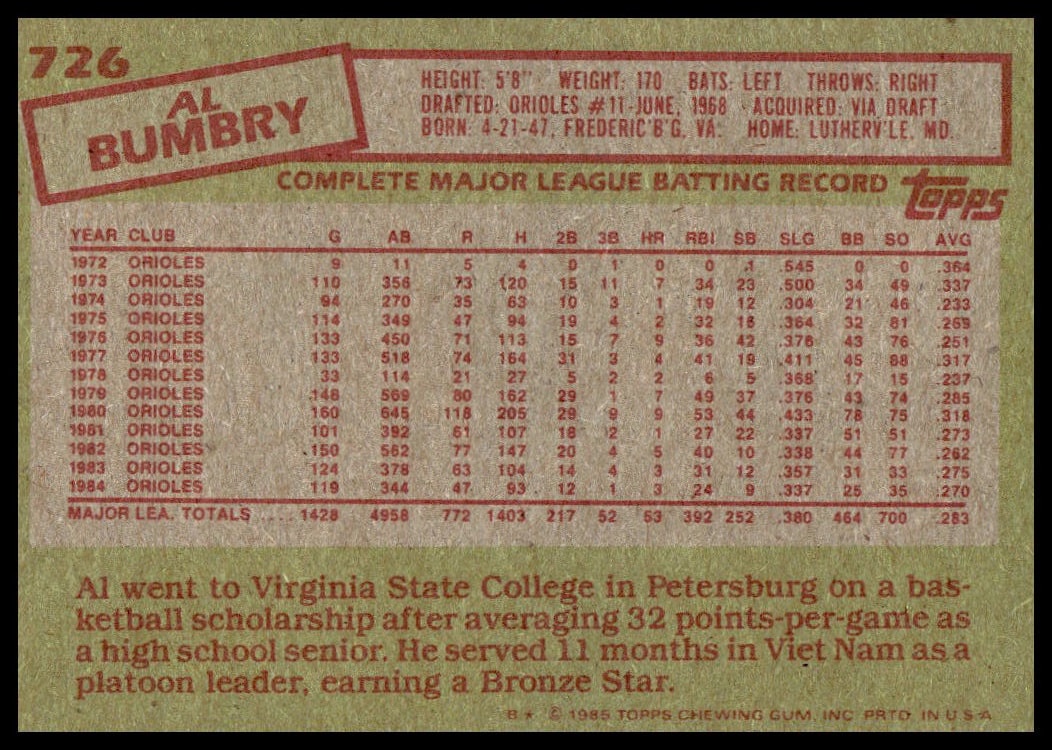 726
AL
BUMBRY
HEIGHT: 5'8" WEIGHT: 170 BATS: LEFT THROWS: RIGHT
DRAFTED: ORIOLES #11-JUNE, 1968 ACQUIRED: VIA DRAFT
BORN: 4-21-47, FREDERIC'B'G, VA. HOME: LUTHERV'LE, MD.
COMPLETE MAJOR LEAGUE BATTING RECORD topps
YEAR CLUB G AB R H 2B 3B HR RBI SB SLG BB SO AVG
1972 ORIOLES 9 11 5 4 0 1 0 0 1 .545 0 0 .364
1973 ORIOLES 110 356 73 120 15 11 7 34 23 .500 34 49 .337
1974 ORIOLES 94 270 35 63 10 3 1 19 12 .304 21 46 .233
1975 ORIOLES 114 349 47 94 19 4 2 32 16 .364 32 81 .269
1976 ORIOLES 133 450 71 113 15 7 9 36 42 .376 43 76 .251
1977 ORIOLES 133 518 74 164 31 3 4 41 19 .411 45 88 .317
1978 ORIOLES 33 114 21 27 5 2 2 6 5 .368 17 15 .237
1979 ORIOLES 148 569 80 162 29 1 7 49 37 .376 43 74 .285
1980 ORIOLES 160 645 118 205 29 9 9 53 44 .433 78 75 .318
1981 ORIOLES 101 392 61 107 18 2 1 27 22 .337 51 51 .273
1982 ORIOLES 150 562 77 147 20 4 5 40 10 .338 44 77 .262
1983 ORIOLES 124 378 63 104 14 4 3 31 12 .357 31 33 .275
1984 ORIOLES 119 344 47 93 12 1 3 24 9 .337 25 35 .270
MAJOR LEA. TOTALS .... 1428 4958 772 1403 217 52 53 392 252 .380 464 700 .283
Al went to Virginia State College in Petersburg on a bas-
ketball scholarship after averaging 32 points-per-game as
a high school senior. He served 11 months in Viet Nam as a
platoon leader, earning a Bronze Star.
B ★ © 1985 TOPPS CHEWING GUM, INC PRTD. IN U.S.A.